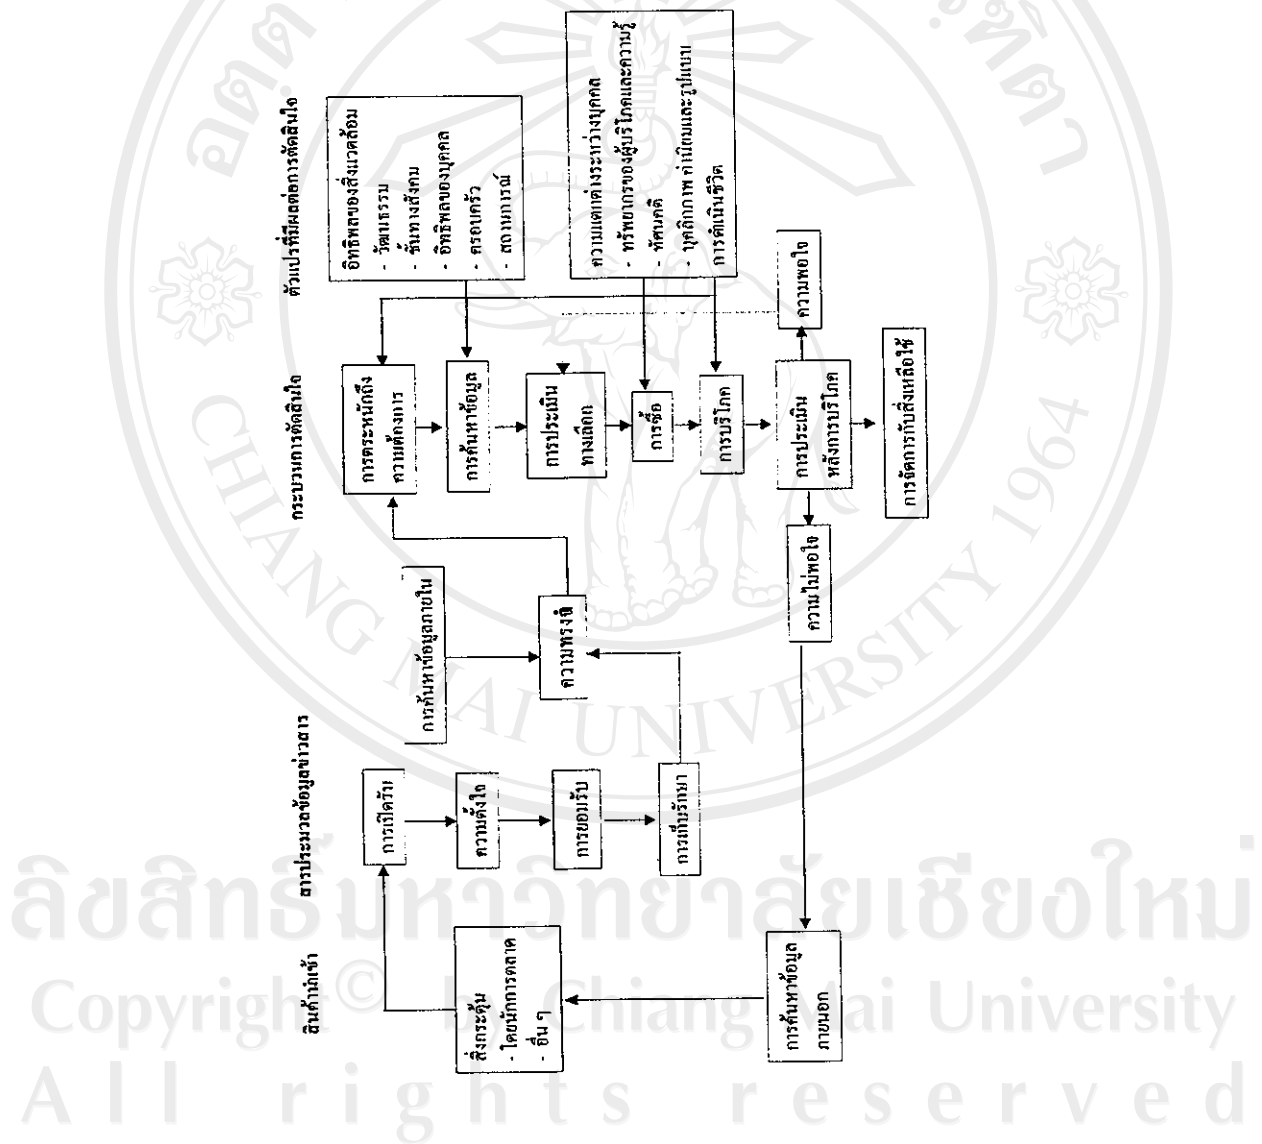 สินค้านำเข้า
สารประมวลข้อมูลข่าวสาร
กระบวนการตัดสินใจ
ตัวแปรที่มีผลต่อการตัดสินใจ
สิ่งกระตุ้น
- โดยนักการตลาด
- อื่น ๆ
การค้นหาข้อมูล
ภายนอก
การเปิดรับ
ความตั้งใจ
การยอมรับ
การเก็บรักษา
การค้นหาข้อมูลภายใน
ความทรงจำ
การตระหนักถึง
ความต้องการ
การค้นหาข้อมูล
การประเมิน
ทางเลือก
การซื้อ
การบริโภค
การประเมิน
หลังการบริโภค
ความไม่พอใจ
ความพอใจ
การจัดการกับสิ่งเหลือใช้
อิทธิพลของสิ่งแวดล้อม
- วัฒนธรรม
- ชั้นทางสังคม
- อิทธิพลของบุคคล
- ครอบครัว
- สถานการณ์
ความแตกต่างระหว่างบุคคล
- ทรัพยากรของผู้บริโภคและความรู้
- ทัศนคติ
- บุคลิกภาพ ค่านิยมและรูปแบบ
การดำเนินชีวิต
CHIANG MAI UNIVERSITY 1964
ลิขสิทธิ์มหาวิทยาลัยเชียงใหม่
Copyright © by Chiang Mai University
All rights reserved